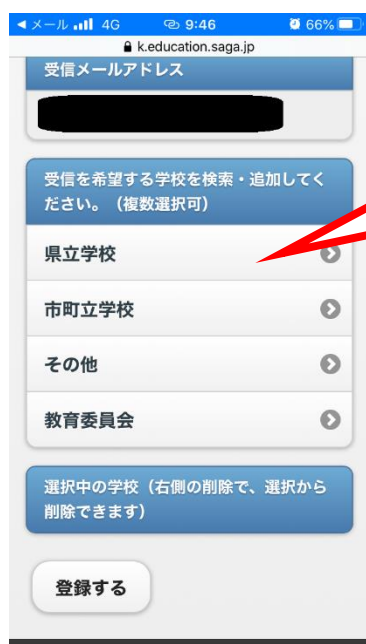 メール 4G 9:46 66%
k.education.saga.jp
受信メールアドレス
受信を希望する学校を検索・追加してく
ださい。（複数選択可）
県立学校
市町立学校
その他
教育委員会
選択中の学校（右側の削除で、選択から
削除できます）
登録する